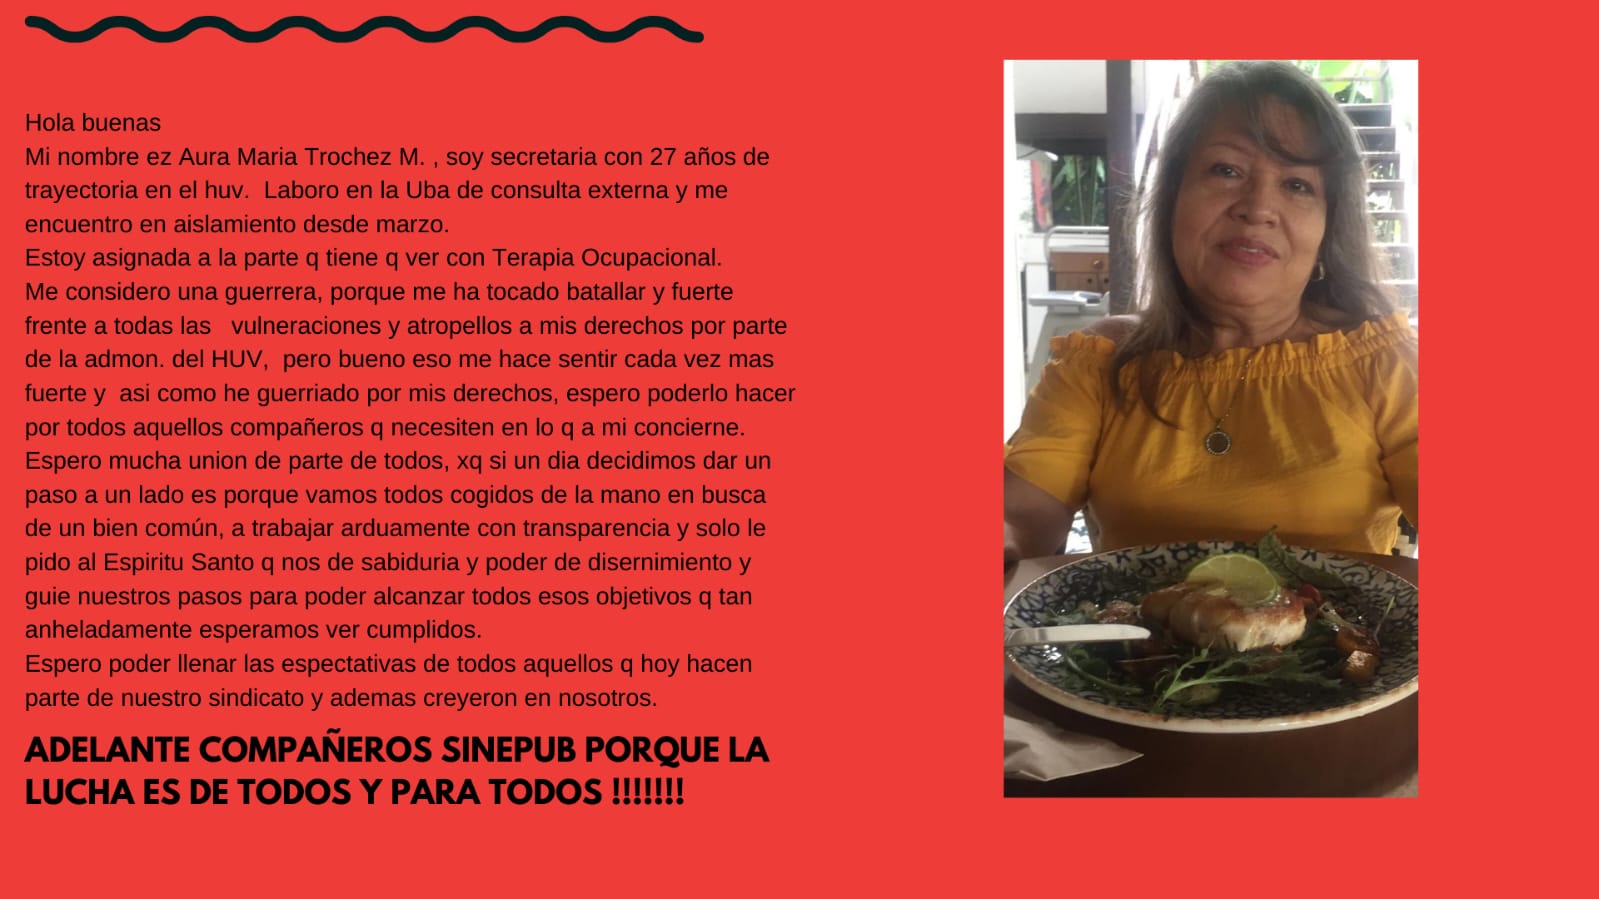 Hola buenas
Mi nombre ez Aura Maria Trochez M. , soy secretaria con 27 años de
trayectoria en el huv.  Laboro en la Uba de consulta externa y me
encuentro en aislamiento desde marzo.
Estoy asignada a la parte q tiene q ver con Terapia Ocupacional.
Me considero una guerrera, porque me ha tocado batallar y fuerte
frente a todas las   vulneraciones y atropellos a mis derechos por parte
de la admon. del HUV,  pero bueno eso me hace sentir cada vez mas
fuerte y  asi como he guerriado por mis derechos, espero poderlo hacer
por todos aquellos compañeros q necesiten en lo q a mi concierne.
Espero mucha union de parte de todos, xq si un dia decidimos dar un
paso a un lado es porque vamos todos cogidos de la mano en busca
de un bien común, a trabajar arduamente con transparencia y solo le
pido al Espiritu Santo q nos de sabiduria y poder de disernimiento y
guie nuestros pasos para poder alcanzar todos esos objetivos q tan
anheladamente esperamos ver cumplidos.
Espero poder llenar las espectativas de todos aquellos q hoy hacen
parte de nuestro sindicato y ademas creyeron en nosotros.
ADELANTE COMPAÑEROS SINEPUB PORQUE LA
LUCHA ES DE TODOS Y PARA TODOS !!!!!!!